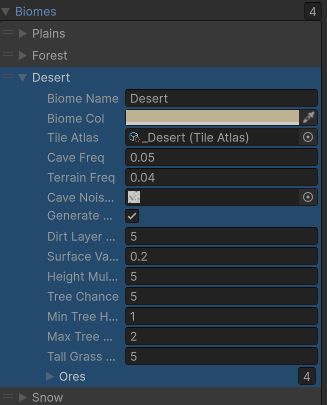 Biomes 4
Plains
Forest
Desert
Biome Name Desert
Biome Col
Tile Atlas _Desert (Tile Atlas)
Cave Freq 0.05
Terrain Freq 0.04
Cave Nois...
Generate ...
Dirt Layer ... 5
Surface Va... 0.2
Height Mul... 5
Tree Chance 5
Min Tree H... 1
Max Tree ... 2
Tall Grass ... 5
Ores 4
Snow